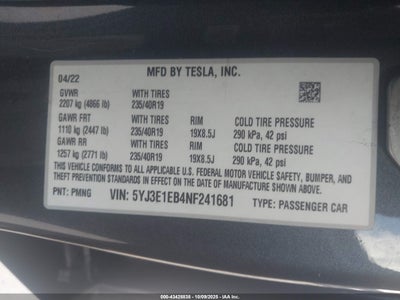 MFD BY TESLA, INC.
04/22
GVWR WITH TIRES
2207 kg (4866 lb) 235/40R19
GAWR FRT WITH TIRES RIM COLD TIRE PRESSURE
1110 kg (2447 lb) 235/40R19 19X8.5J 290 kPa, 42 psi
GAWR RR WITH TIRES RIM COLD TIRE PRESSURE
1257 kg (2771 lb) 235/40R19 19X8.5J 290 kPa, 42 psi
THIS VEHICLE CONFORMS TO ALL APPLICABLE U.S. FEDERAL MOTOR VEHICLE SAFETY, BUMPER, AND
THEFT PREVENTION STANDARDS IN EFFECT ON THE DATE OF MANUFACTURE SHOWN ABOVE.
PNT: PMNG VIN: 5YJ3E1EB4NF241681 TYPE: PASSENGER CAR
000-43428838 - 10/09/2025 - IAAI.COM